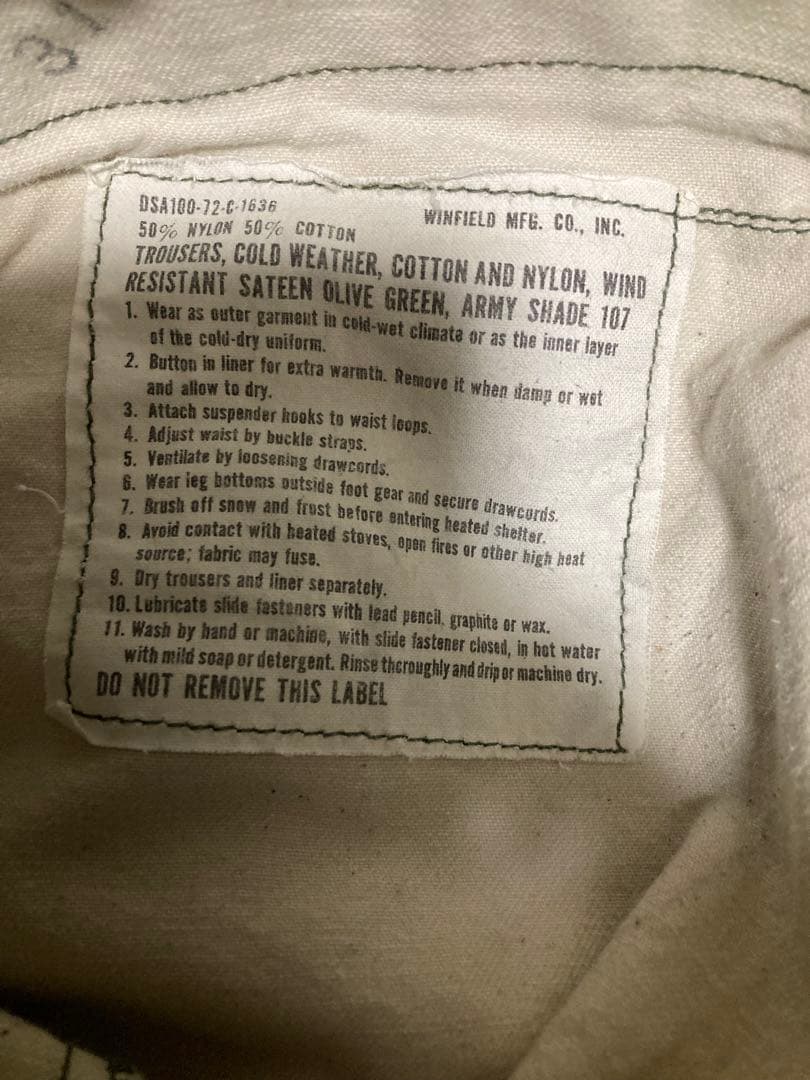 DSA100-72-C-1636
WINFIELD MFG. CO., INC.
50% NYLON 50% COTTON
TROUSERS, COLD WEATHER, COTTON AND NYLON, WIND
RESISTANT SATEEN OLIVE GREEN, ARMY SHADE 107
1. Wear as outer garment in cold-wet climate or as the inner layer
of the cold-dry uniform.
2. Button in liner for extra warmth. Remove it when damp or wet
and allow to dry.
3. Attach suspender hooks to waist loops.
4. Adjust waist by buckle straps.
5. Ventilate by loosening drawcords.
6. Wear leg bottoms outside foot gear and secure drawcords.
7. Brush off snow and frost before entering heated shelter.
8. Avoid contact with heated stoves, open fires or other high heat
source; fabric may fuse.
9. Dry trousers and liner separately.
10. Lubricate slide fasteners with lead pencil, graphite or wax.
11. Wash by hand or machine, with slide fastener closed, in hot water
with mild soap or detergent. Rinse thoroughly and drip or machine dry.
DO NOT REMOVE THIS LABEL